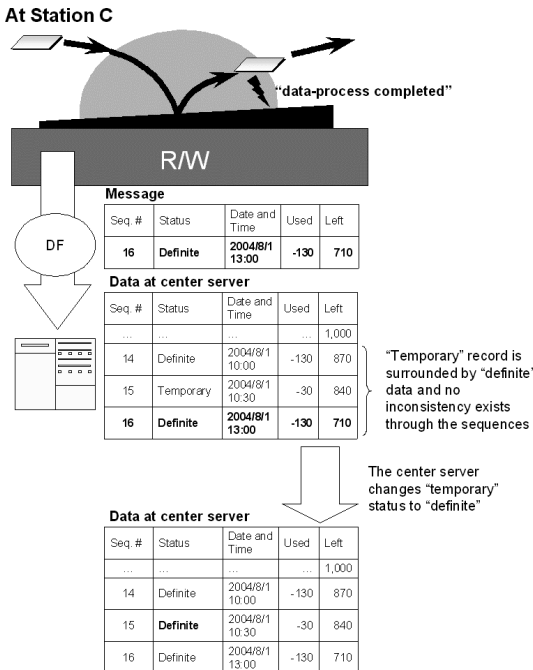 At Station C
"data-process completed"
R/W
DF
Message
Seq. # Status Date and Time Used Left
16 Definite 2004/8/1 13:00 -130 710
Data at center server
Seq. # Status Date and Time Used Left
... ... ... ... 1,000
14 Definite 2004/8/1 10:00 -130 870
15 Temporary 2004/8/1 10:30 -30 840
16 Definite 2004/8/1 13:00 -130 710
"Temporary" record is
surrounded by "definite"
data and no
inconsistency exists
through the sequences
The center server
changes "temporary"
status to "definite"
Data at center server
Seq. # Status Date and Time Used Left
... ... ... ... 1,000
14 Definite 2004/8/1 10:00 -130 870
15 Definite 2004/8/1 10:30 -30 840
16 Definite 2004/8/1 13:00 -130 710